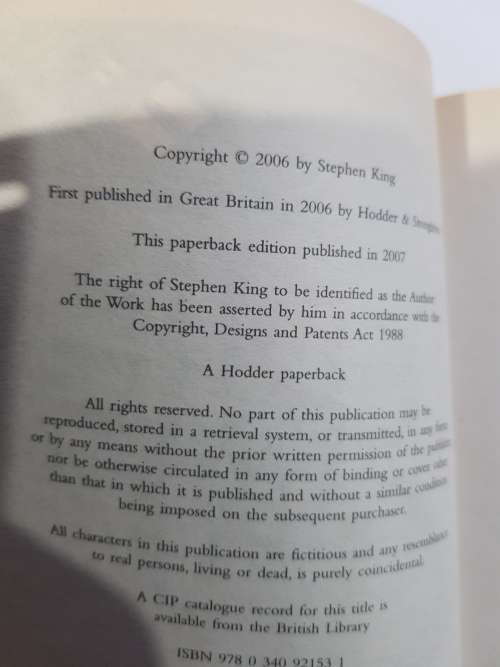 Copyright © 2006 by Stephen King
First published in Great Britain in 2006 by Hodder &
This paperback edition published in 2007
The right of Stephen King to be identified as the Author
of the Work has been asserted by him in accordance with the
Copyright, Designs and Patents Act 1988
A Hodder paperback
All rights reserved. No part of this publication may be
reproduced, stored in a retrieval system, or transmitted, in any form
or by any means without the prior written permission of the
nor be otherwise circulated in any form of binding or cover other
than that in which it is published and without a similar condition
being imposed on the subsequent purchaser.
All characters in this publication are fictitious and any resemblance
to real persons, living or dead, is purely coincidental.
A CIP catalogue record for this title is
available from the British Library
ISBN 978 0 340 92153 1